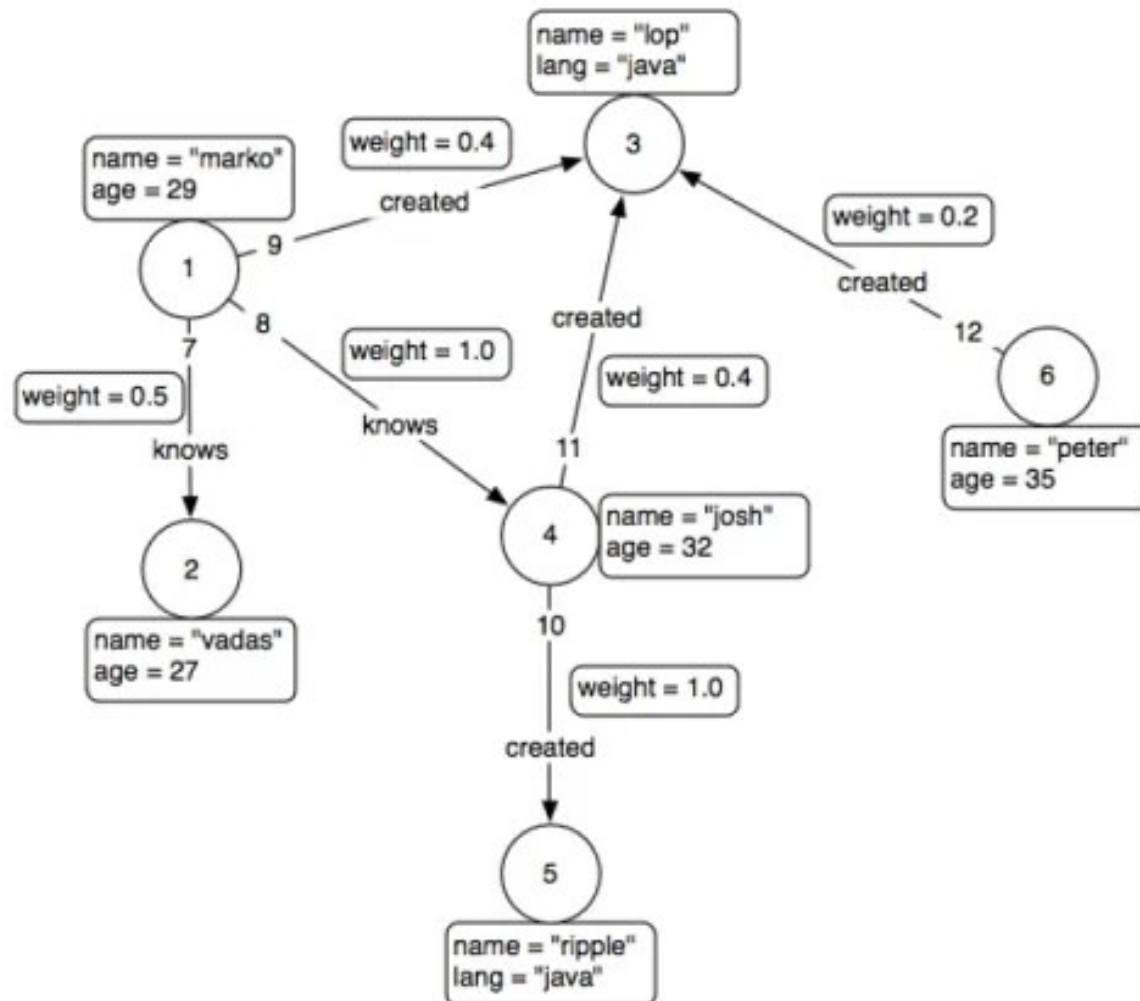 name = "lop"
lang = "java"
weight = 0.4
3
name = "marko"
age = 29
created
weight = 0.2
9
1
created
8
created
7
weight = 1.0
12
weight = 0.5
weight = 0.4
6
knows
knows
11
name = "peter"
age = 35
4
name = "josh"
age = 32
2
10
name = "vadas"
age = 27
weight = 1.0
created
5
name = "ripple"
lang = "java"